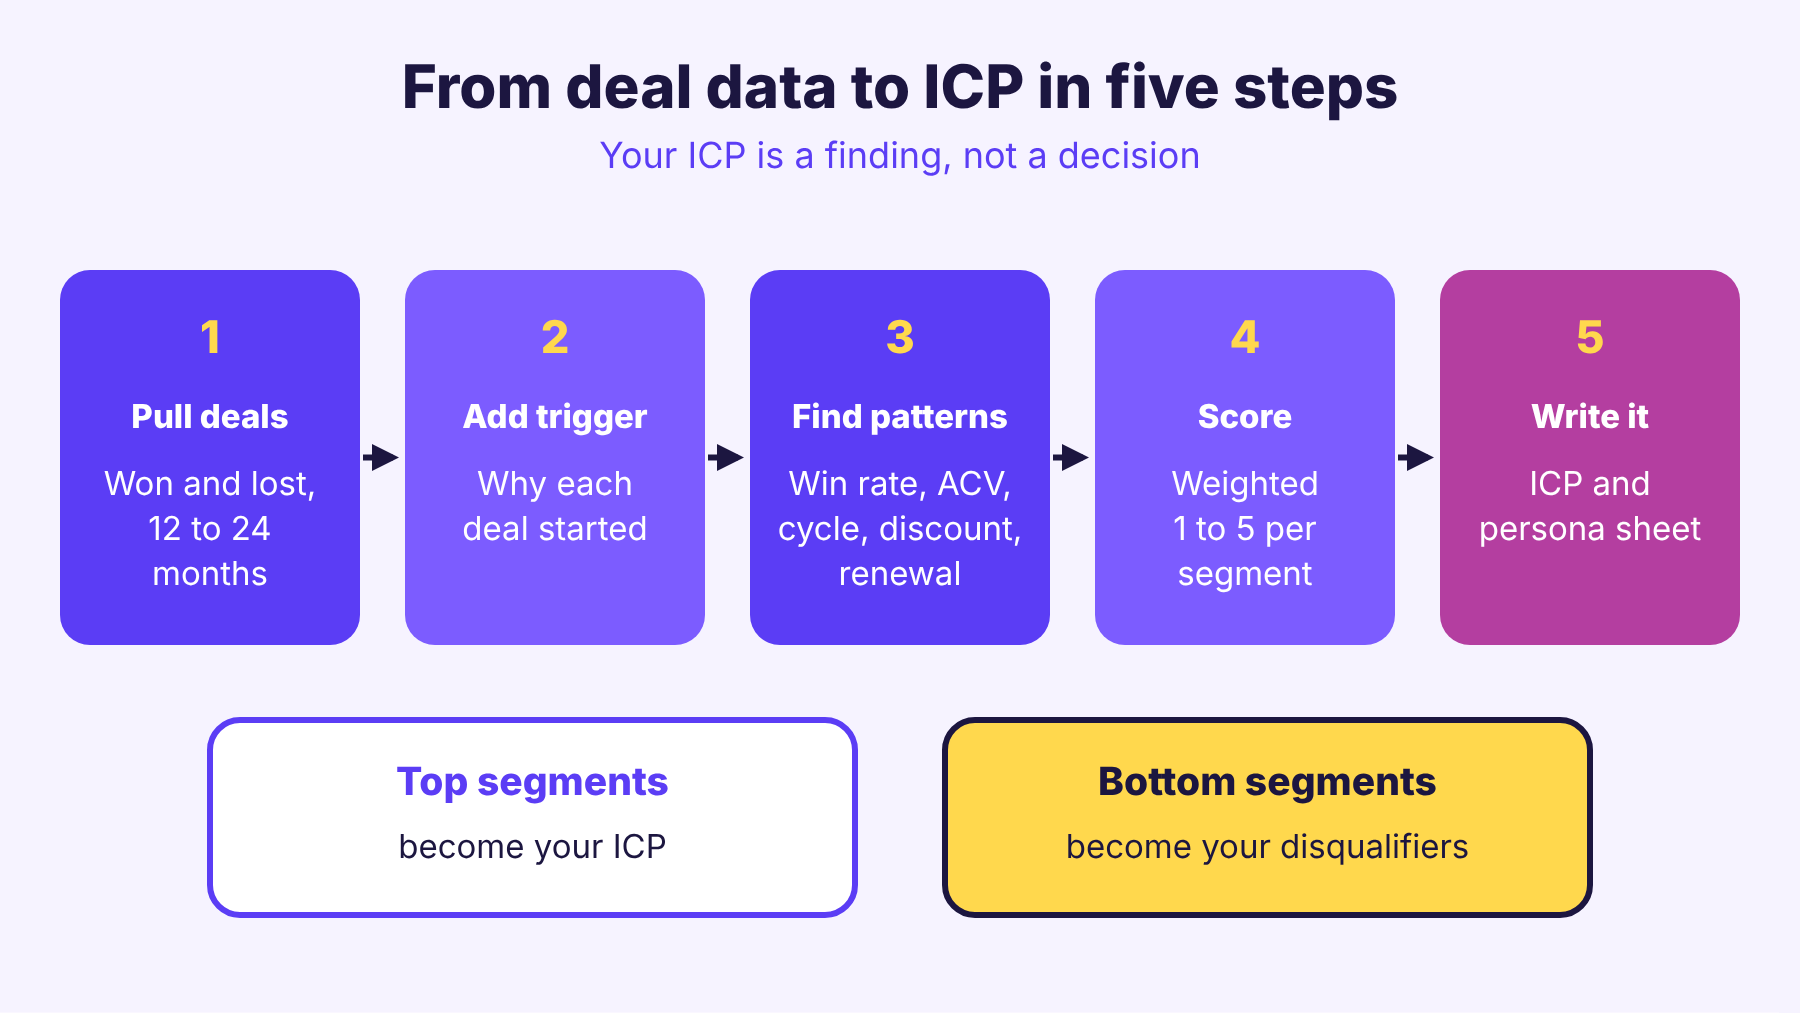 From deal data to ICP in five steps
Your ICP is a finding, not a decision
1
Pull deals
Won and lost,
12 to 24
months
2
Add trigger
Why each
deal started
3
Find patterns
Win rate, ACV,
cycle, discount,
renewal
4
Score
Weighted
1 to 5 per
segment
5
Write it
ICP and
persona sheet
Top segments
become your ICP
Bottom segments
become your disqualifiers